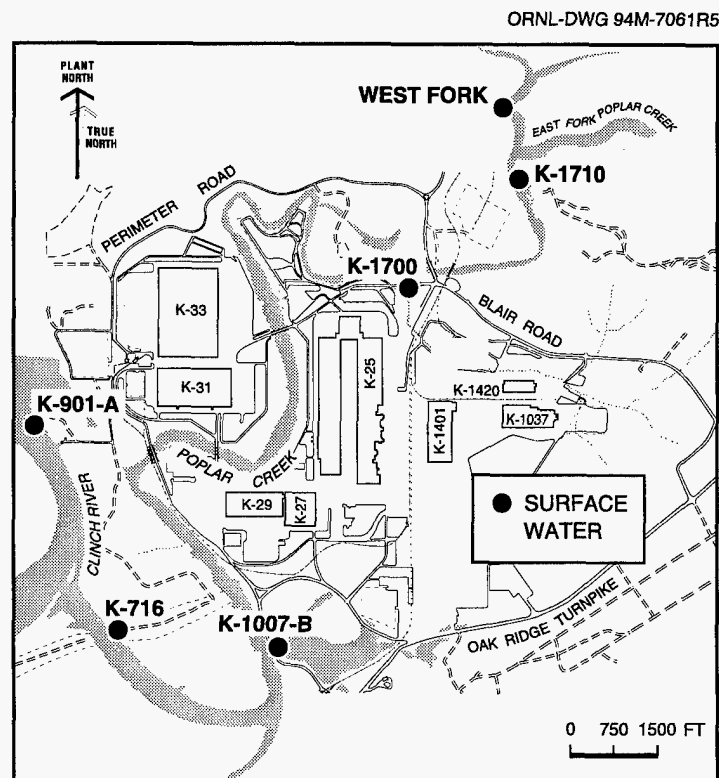 ORNL-DWG 94M-7061R5
PLANT
NORTH
TRUE
NORTH
WEST FORK
EAST FORK POPLAR CREEK
K-1710
PERIMETER ROAD
K-1700
K-33
BLAIR ROAD
K-25
K-31
K-1420
K-901-A
K-1401
K-1037
POPLAR CREEK
K-29
K-27
SURFACE
WATER
CLINCH RIVER
K-716
K-1007-B
OAK RIDGE TURNPIKE
0 750 1500 FT